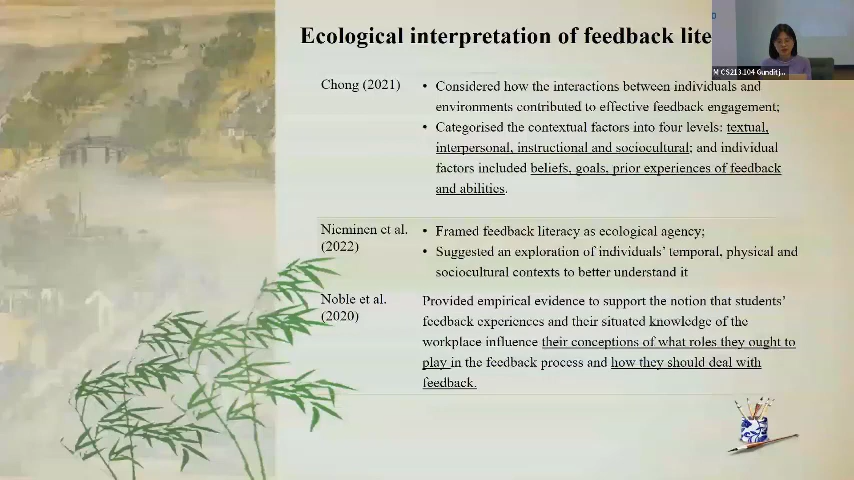 Ecological interpretation of feedback lite
M CS213.104 Gunditj...
Chong (2021)
• Considered how the interactions between individuals and
environments contributed to effective feedback engagement;
• Categorised the contextual factors into four levels: textual,
interpersonal, instructional and sociocultural; and individual
factors included beliefs, goals, prior experiences of feedback
and abilities.
Nieminen et al.
(2022)
• Framed feedback literacy as ecological agency;
• Suggested an exploration of individuals' temporal, physical and
sociocultural contexts to better understand it
Noble et al.
(2020)
Provided empirical evidence to support the notion that students'
feedback experiences and their situated knowledge of the
workplace influence their conceptions of what roles they ought to
play in the feedback process and how they should deal with
feedback.